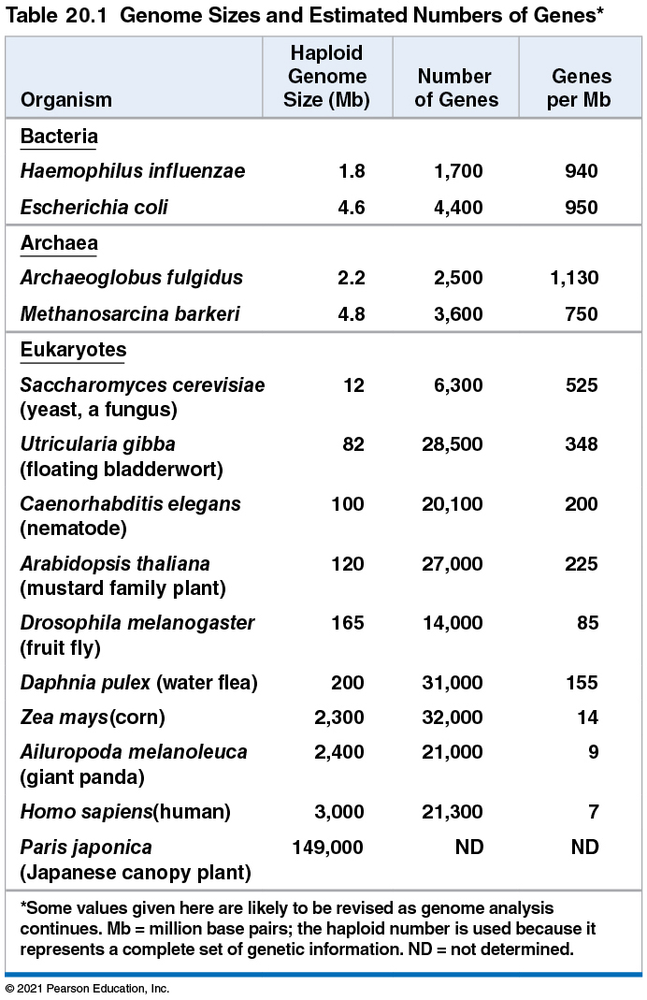 Table 20.1 Genome Sizes and Estimated Numbers of Genes*
Organism Haploid Genome Size (Mb) Number of Genes Genes per Mb
Bacteria
Haemophilus influenzae 1.8 1,700 940
Escherichia coli 4.6 4,400 950
Archaea
Archaeoglobus fulgidus 2.2 2,500 1,130
Methanosarcina barkeri 4.8 3,600 750
Eukaryotes
Saccharomyces cerevisiae 12 6,300 525
(yeast, a fungus)
Utricularia gibba 82 28,500 348
(floating bladderwort)
Caenorhabditis elegans 100 20,100 200
(nematode)
Arabidopsis thaliana 120 27,000 225
(mustard family plant)
Drosophila melanogaster 165 14,000 85
(fruit fly)
Daphnia pulex (water flea) 200 31,000 155
Zea mays(corn) 2,300 32,000 14
Ailuropoda melanoleuca 2,400 21,000 9
(giant panda)
Homo sapiens(human) 3,000 21,300 7
Paris japonica 149,000 ND ND
(Japanese canopy plant)
*Some values given here are likely to be revised as genome analysis
continues. Mb = million base pairs; the haploid number is used because it
represents a complete set of genetic information. ND = not determined.
© 2021 Pearson Education, Inc.